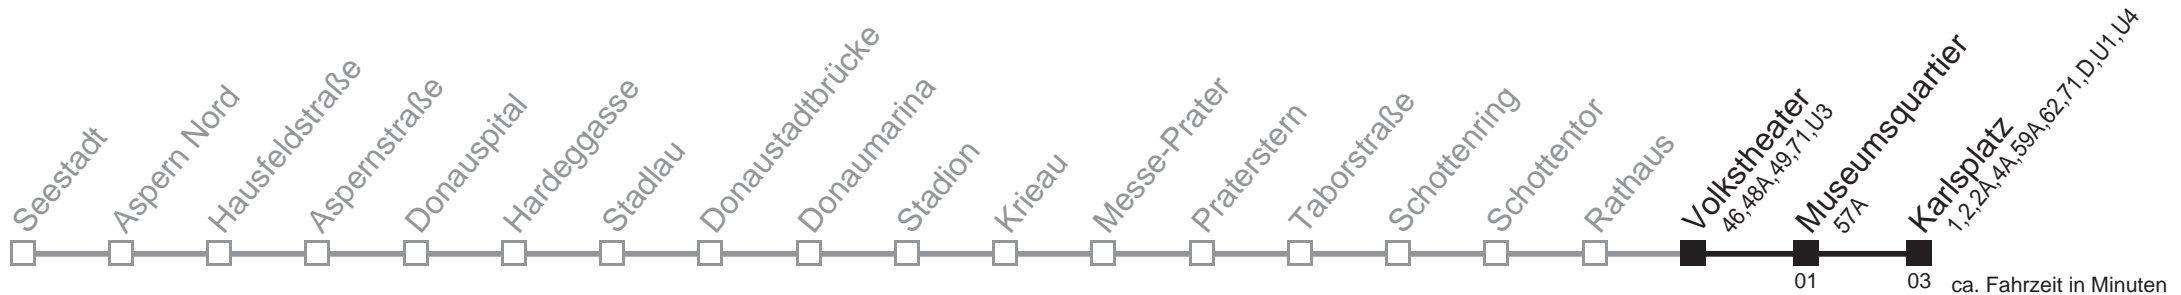 Seestadt
Aspern Nord
Hausfeldstraße
Aspernstraße
Donauspital
Hardeggasse
Stadlau
Donaustadtbrücke
Donaumarina
Stadion
Krieau
Messe-Prater
Praterstern
Taborstraße
Schottenring
Schottentor
Rathaus
Volkstheater
46,48A,49,71,U3
Museumsquartier
57A
Karlsplatz
1,2,2A,4A,59A,62,71,D,U1,U4
01
03
ca. Fahrzeit in Minuten